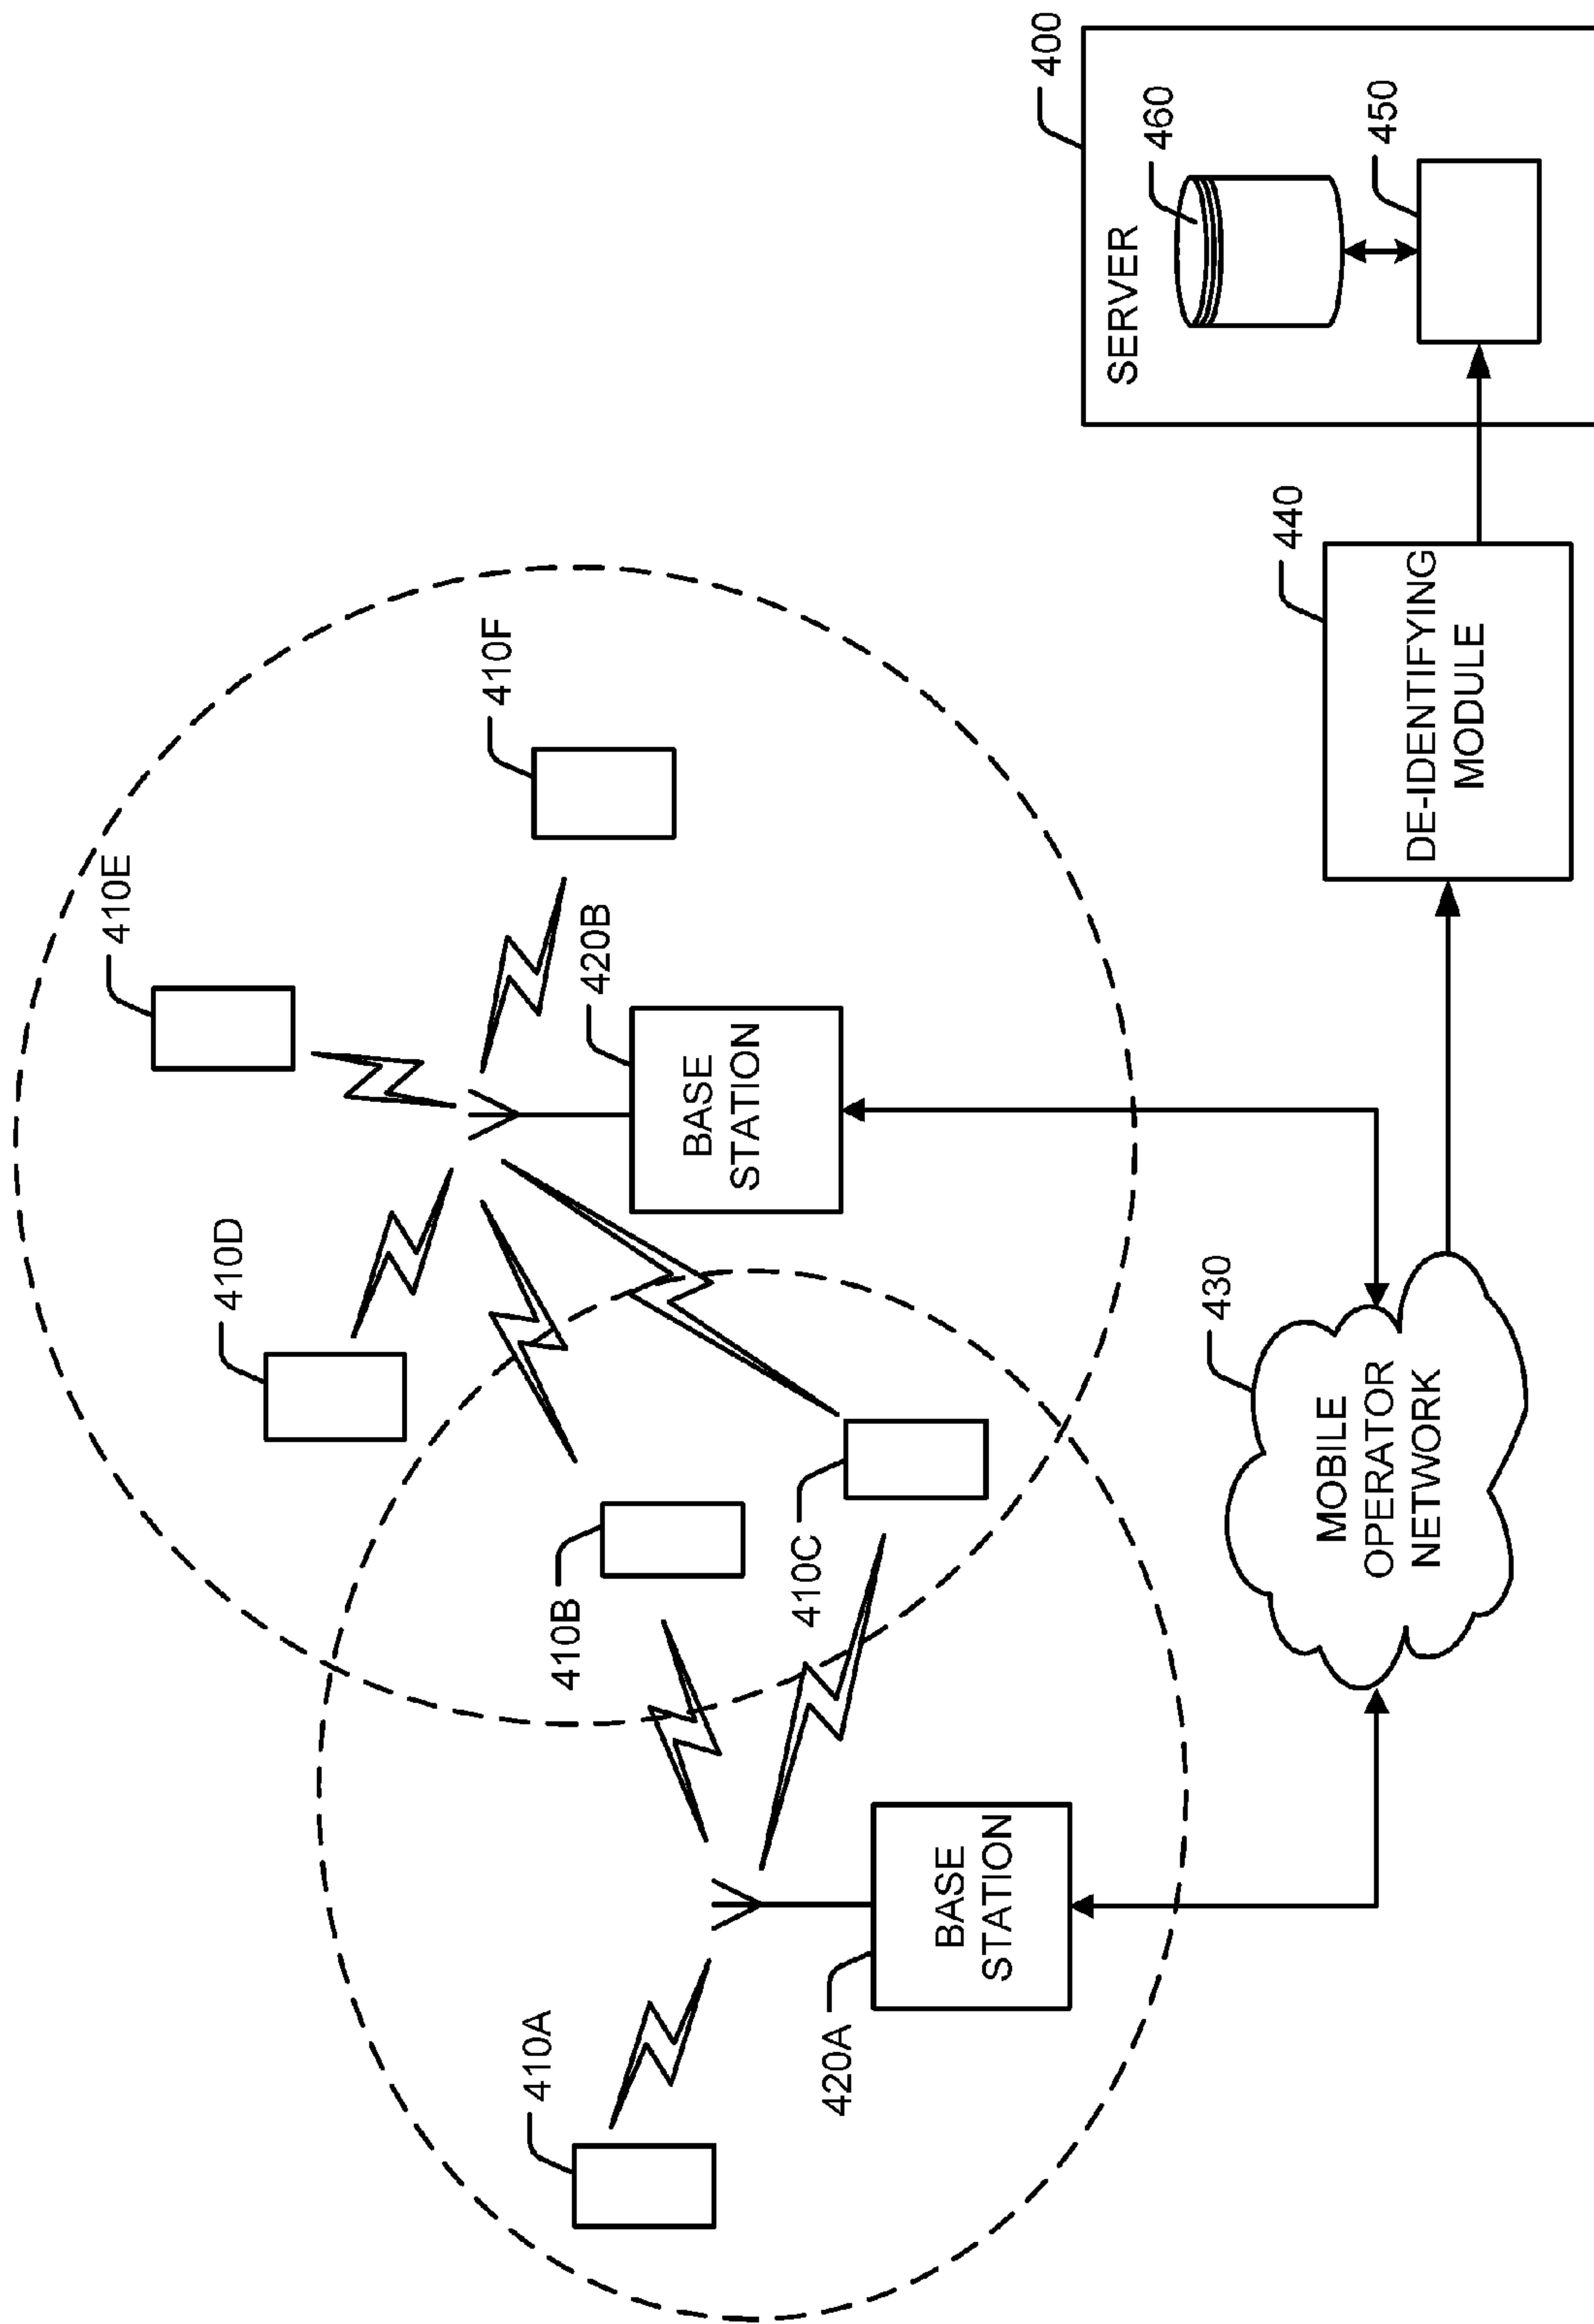 410E
410D
410F
420B
BASE
STATION
410B
410A
410C
420A
BASE
STATION
430
MOBILE
OPERATOR
NETWORK
440
DE-IDENTIFYING
MODULE
400
SERVER
460
450